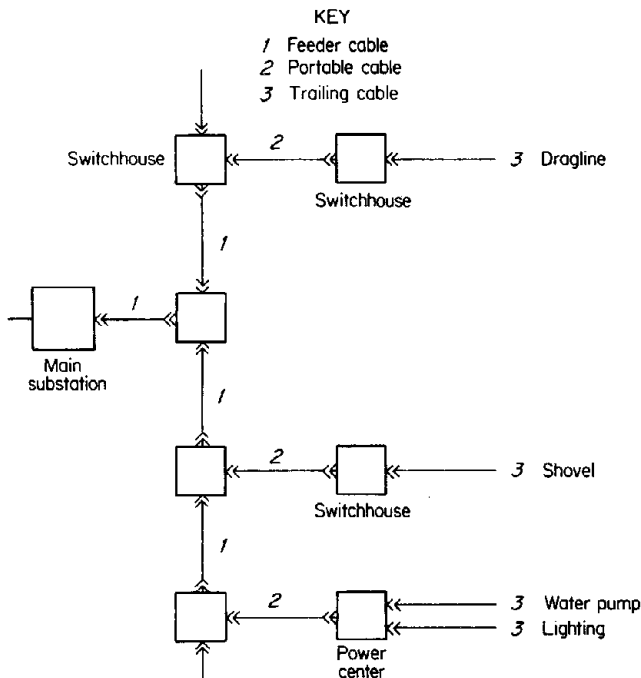 KEY
1 Feeder cable
2 Portable cable
3 Trailing cable
2
Switchhouse
3 Dragline
Switchhouse
1
1
Main
substation
1
2
3 Shovel
Switchhouse
1
3 Water pump
2
3 Lighting
Power
center